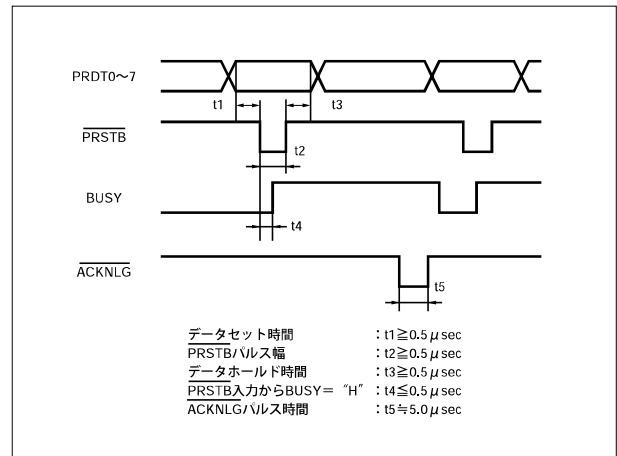 PRDT0〜7
t1
t3
PRSTB
t2
BUSY
t4
ACKNLG
t5
データセット時間 : t1≧0.5μsec
PRSTBパルス幅 : t2≧0.5μsec
データホールド時間 : t3≧0.5μsec
PRSTB入力からBUSY= “H” : t4≦0.5μsec
ACKNLGパルス時間 : t5≒5.0μsec